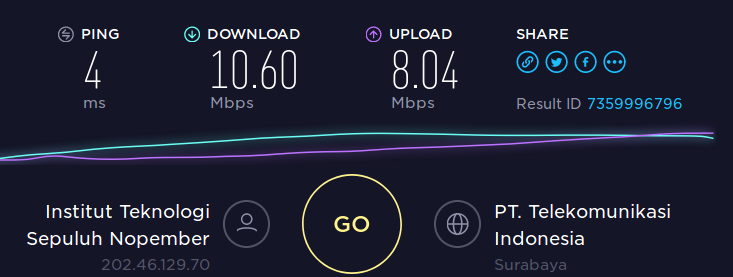 PING DOWNLOAD UPLOAD SHARE
4 10.60 8.04
ms Mbps Mbps Result ID 7359996796
Institut Teknologi
Sepuluh Nopember
202.46.129.70
GO
PT. Telekomunikasi
Indonesia
Surabaya